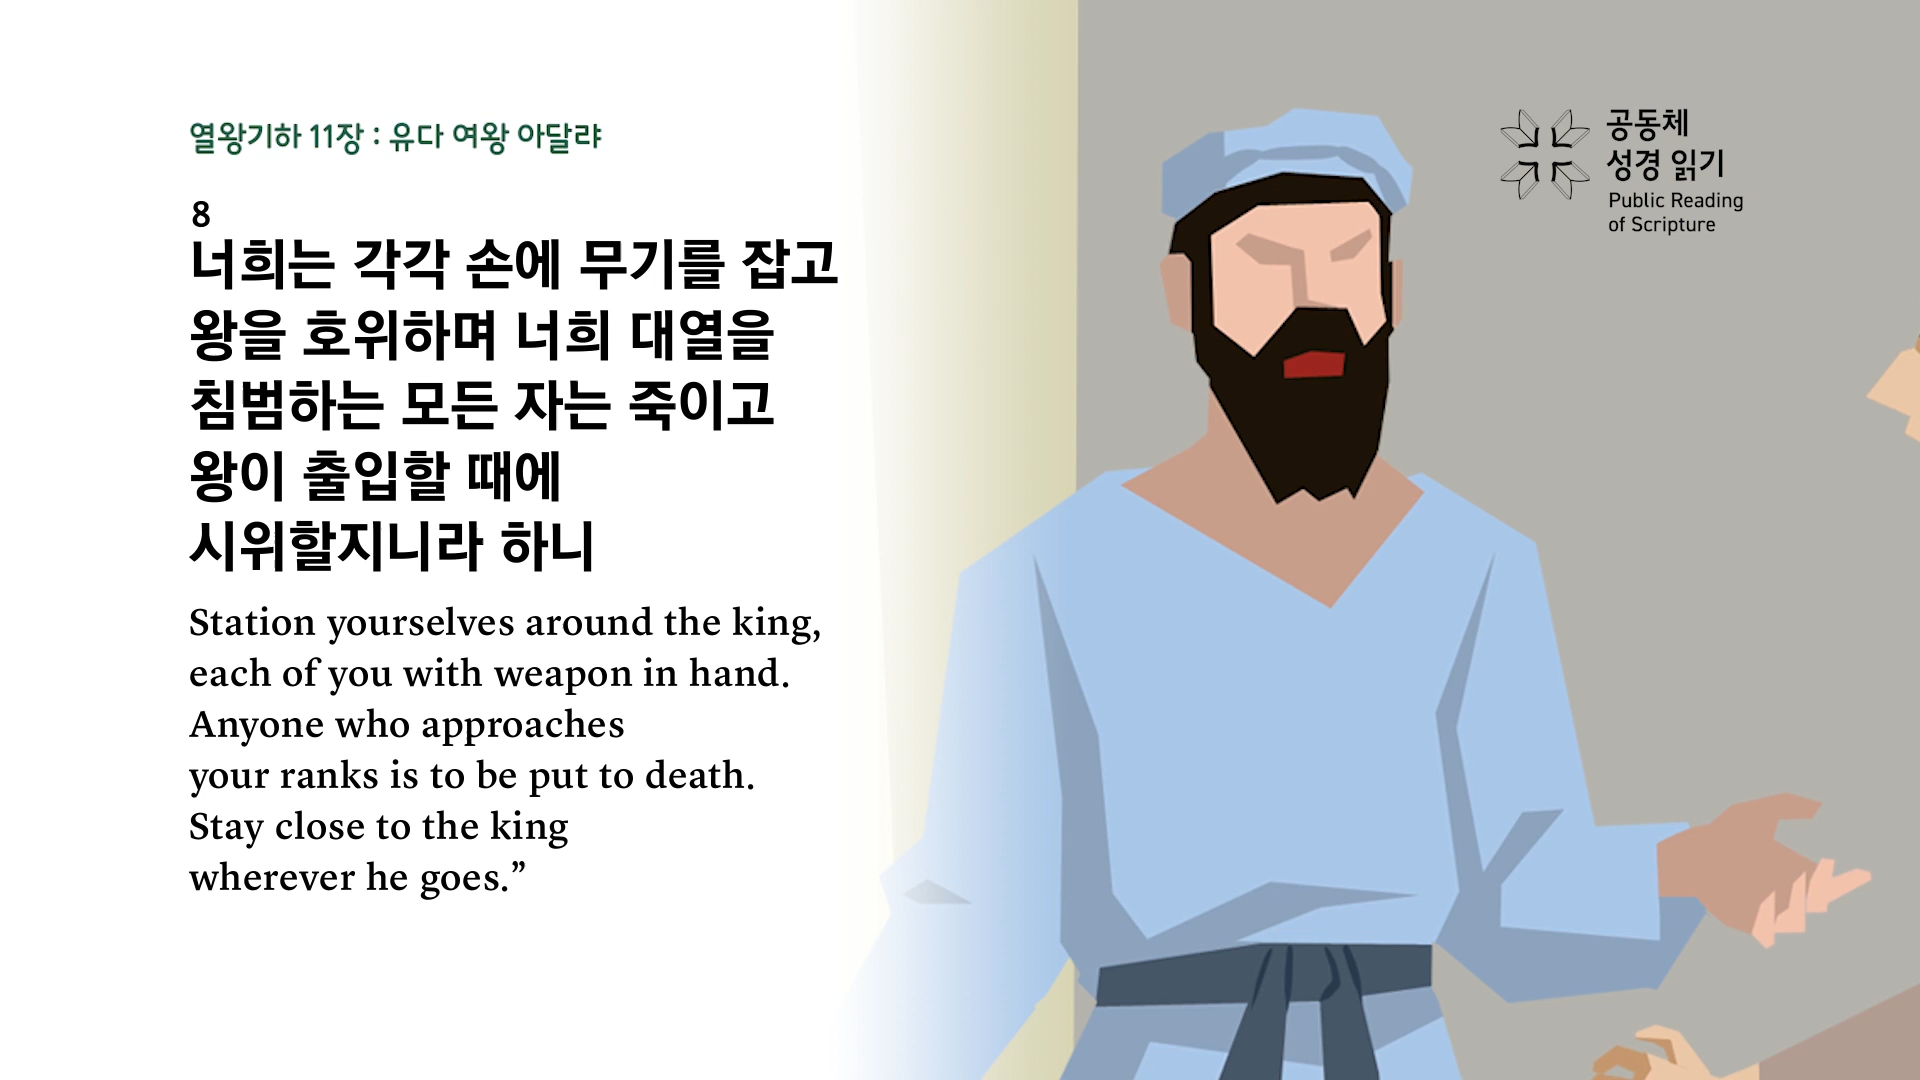 열왕기하 11장 : 유다 여왕 아달랴
8
너희는 각각 손에 무기를 잡고
왕을 호위하며 너희 대열을
침범하는 모든 자는 죽이고
왕이 출입할 때에
시위할지니라 하니
Station yourselves around the king,
each of you with weapon in hand.
Anyone who approaches
your ranks is to be put to death.
Stay close to the king
wherever he goes.”
공동체
성경 읽기
Public Reading
of Scripture